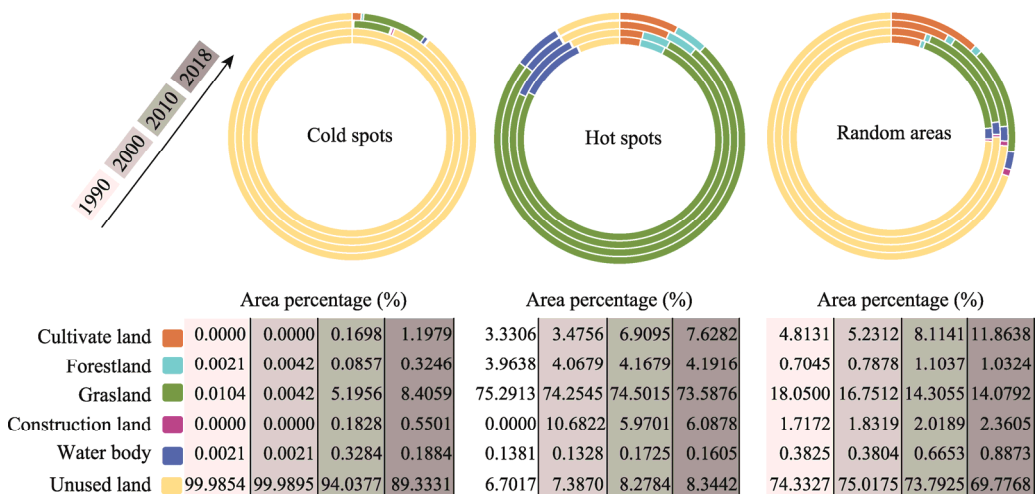 1990
2000
2010
2018
Cold spots
Hot spots
Random areas
Area percentage (%) Area percentage (%) Area percentage (%)
Cultivate land 0.0000 0.0000 0.1698 1.1979 3.3306 3.4756 6.9095 7.6282 4.8131 5.2312 8.1141 11.8638
Forestland 0.0021 0.0042 0.0857 0.3246 3.9638 4.0679 4.1679 4.1916 0.7045 0.7878 1.1037 1.0324
Grasland 0.0104 0.0042 5.1956 8.4059 75.2913 74.2545 74.5015 73.5876 18.0500 16.7512 14.3055 14.0792
Construction land 0.0000 0.0000 0.1828 0.5501 0.0000 10.6822 5.9701 6.0878 1.7172 1.8319 2.0189 2.3605
Water body 0.0021 0.0021 0.3284 0.1884 0.1381 0.1328 0.1725 0.1605 0.3825 0.3804 0.6653 0.8873
Unused land 99.9854 99.9895 94.0377 89.3331 6.7017 7.3870 8.2784 8.3442 74.3327 75.0175 73.7925 69.7768